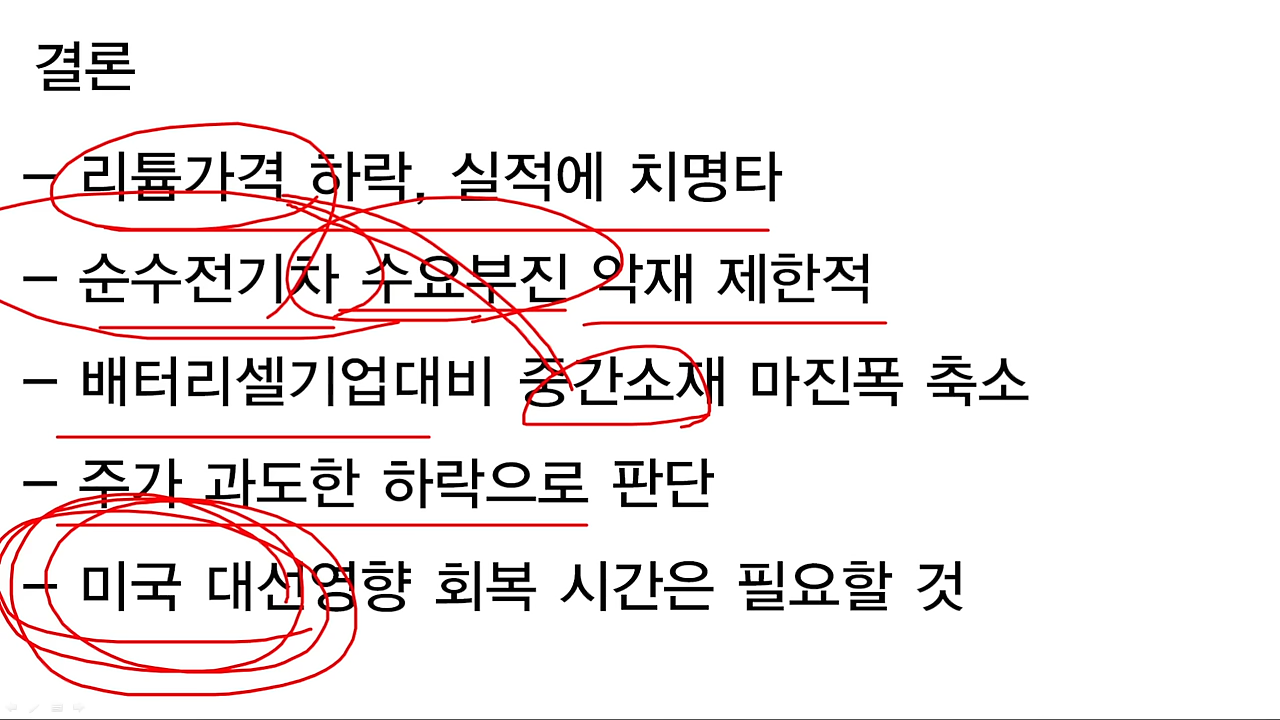 결론
- 리튬가격 하락, 실적에 치명타
- 순수전기차 수요부진 악재 제한적
- 배터리셀기업대비 중간소재 마진폭 축소
- 주가 과도한 하락으로 판단
- 미국 대선영향 회복 시간은 필요할 것